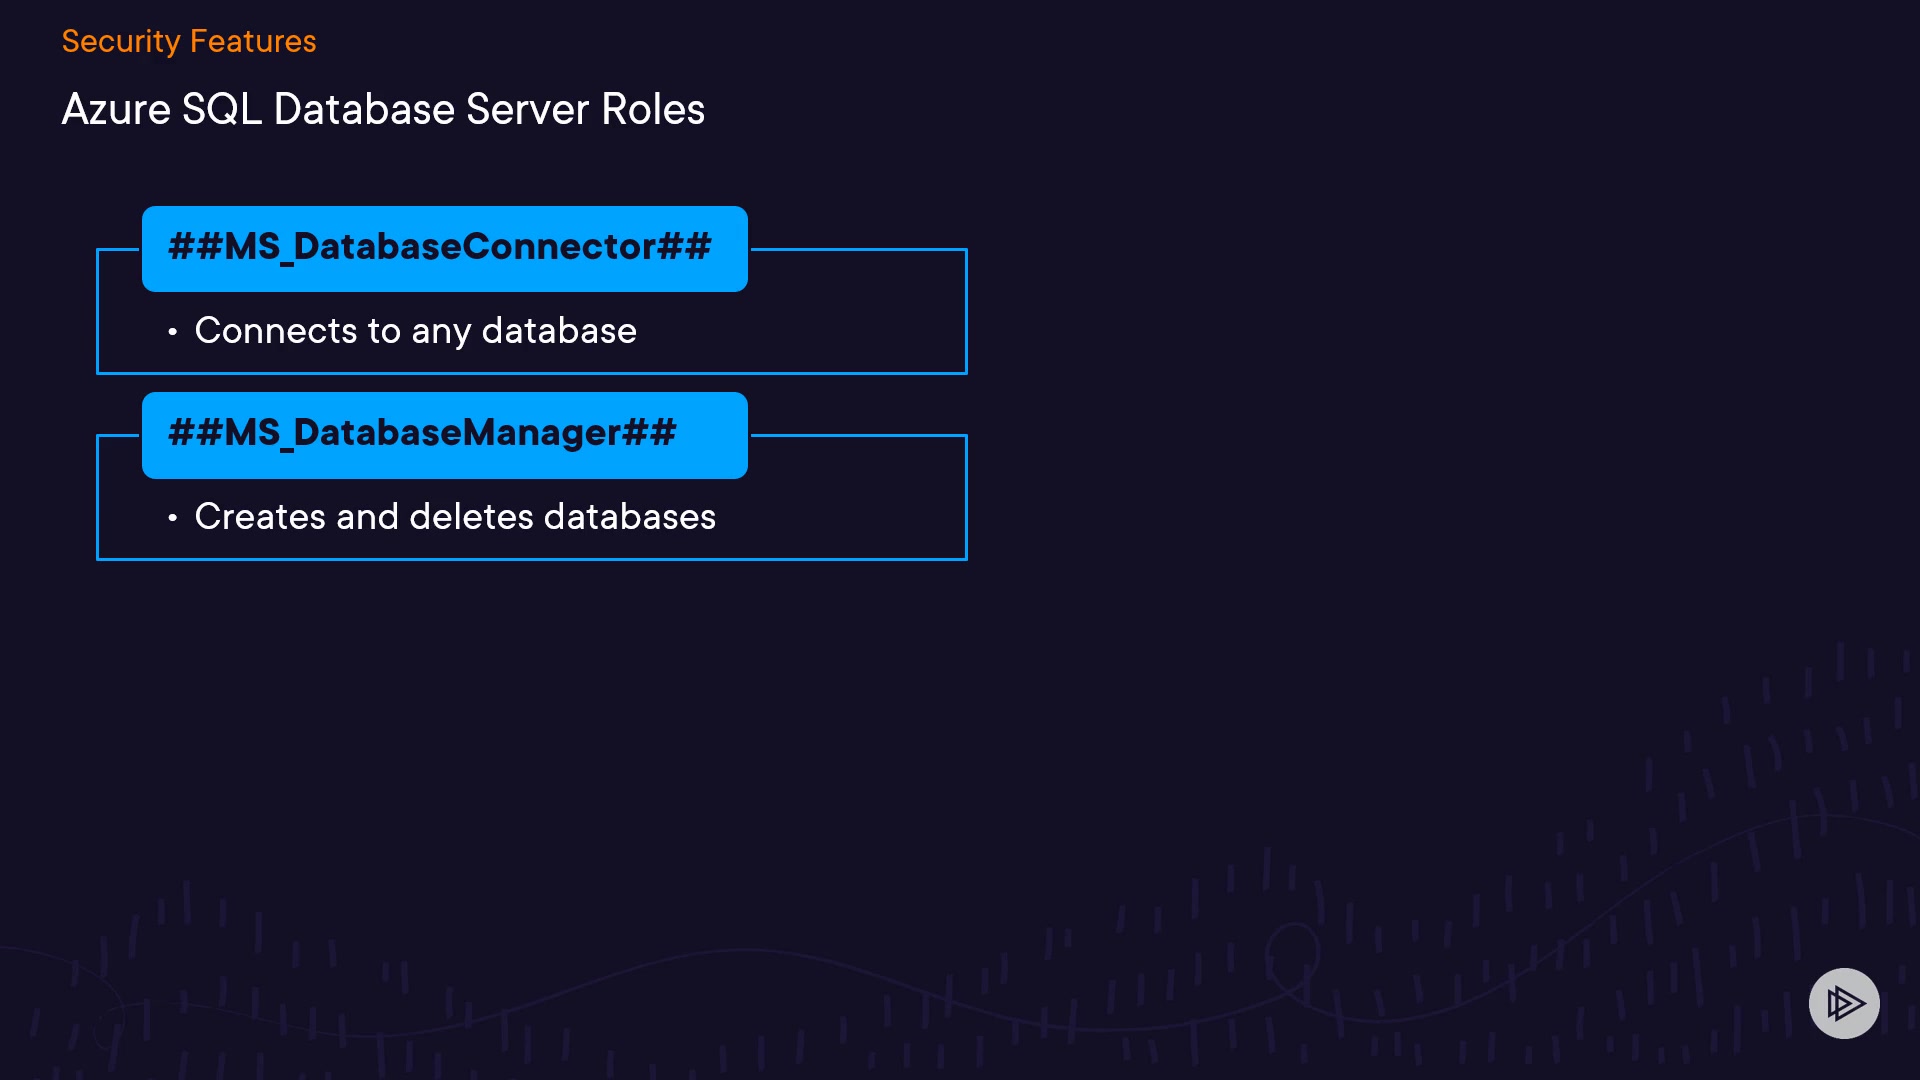 Security Features
Azure SQL Database Server Roles
##MS_DatabaseConnector##
• Connects to any database
##MS_DatabaseManager##
• Creates and deletes databases